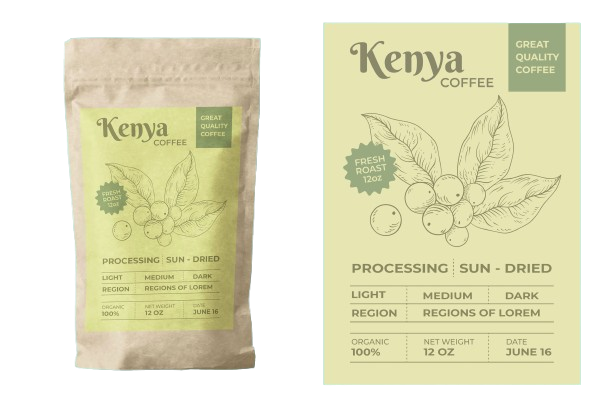 Kenya
COFFEE
GREAT
QUALITY
COFFEE
FRESH
ROAST
12oz
PROCESSING SUN - DRIED
LIGHT MEDIUM DARK
REGION REGIONS OF LOREM
ORGANIC NET WEIGHT DATE
100% 12 OZ JUNE 16
Kenya
COFFEE
GREAT
QUALITY
COFFEE
FRESH
ROAST
12oz
PROCESSING SUN - DRIED
LIGHT MEDIUM DARK
REGION REGIONS OF LOREM
ORGANIC NET WEIGHT DATE
100% 12 OZ JUNE 16